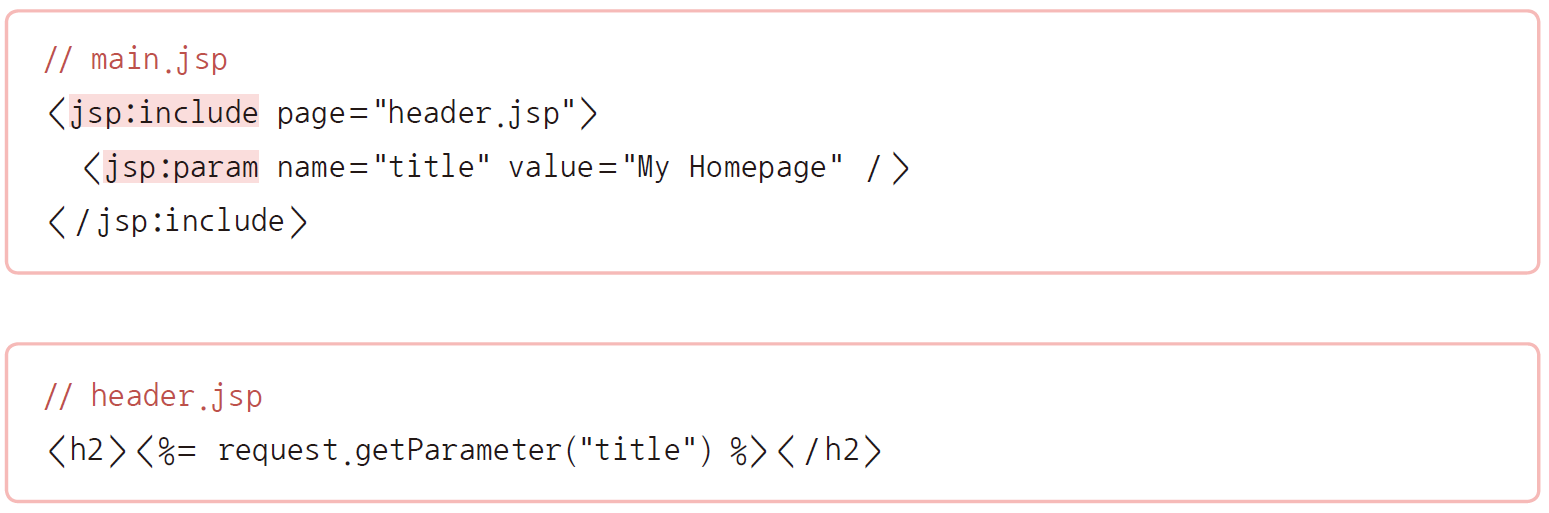 // main.jsp
<jsp:include page="header.jsp">
<jsp:param name="title" value="My Homepage" />
</jsp:include>
// header.jsp
<h2><%= request.getParameter("title") %></h2>